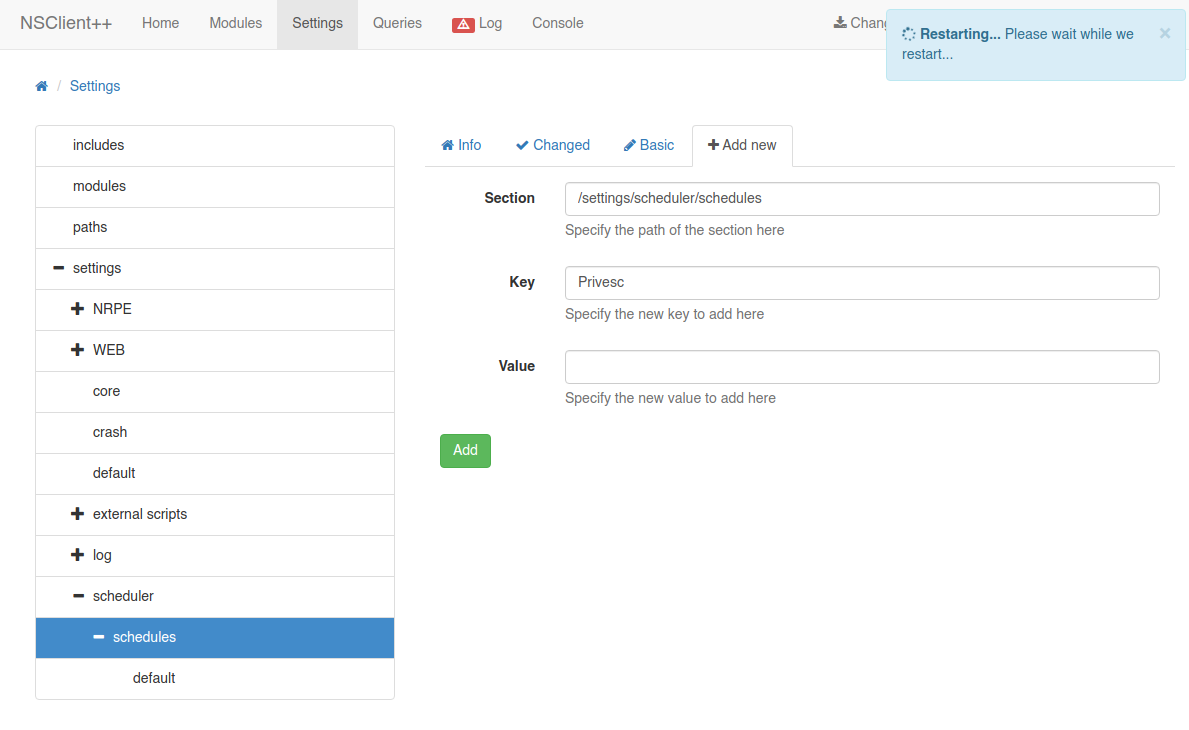 NSClient++ Home Modules Settings Queries Log Console Chang
Restarting... Please wait while we
restart...
×
/ Settings
includes
modules
paths
settings
NRPE
WEB
core
crash
default
external scripts
log
scheduler
schedules
default
Info Changed Basic Add new
Section /settings/scheduler/schedules
Specify the path of the section here
Key Privesc
Specify the new key to add here
Value
Specify the new value to add here
Add